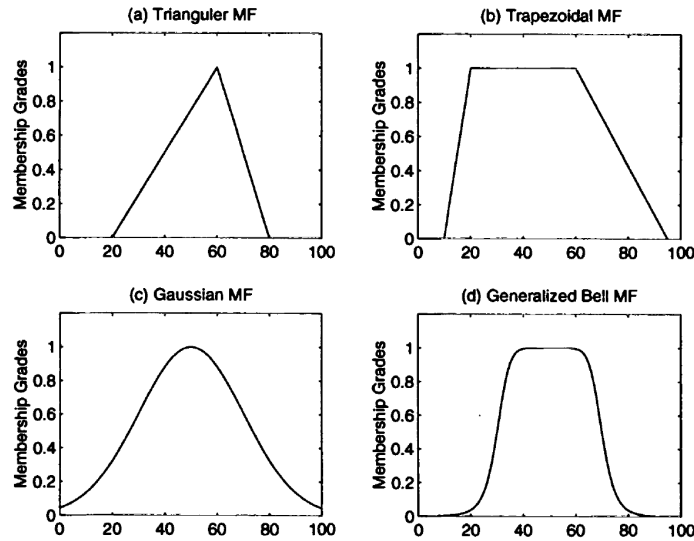 (a) Trianguler MF
Membership Grades
1
0.8
0.6
0.4
0.2
0
0 20 40 60 80 100
(b) Trapezoidal MF
Membership Grades
1
0.8
0.6
0.4
0.2
0
0 20 40 60 80 100
(c) Gaussian MF
Membership Grades
1
0.8
0.6
0.4
0.2
0
0 20 40 60 80 100
(d) Generalized Bell MF
Membership Grades
1
0.8
0.6
0.4
0.2
0
0 20 40 60 80 100